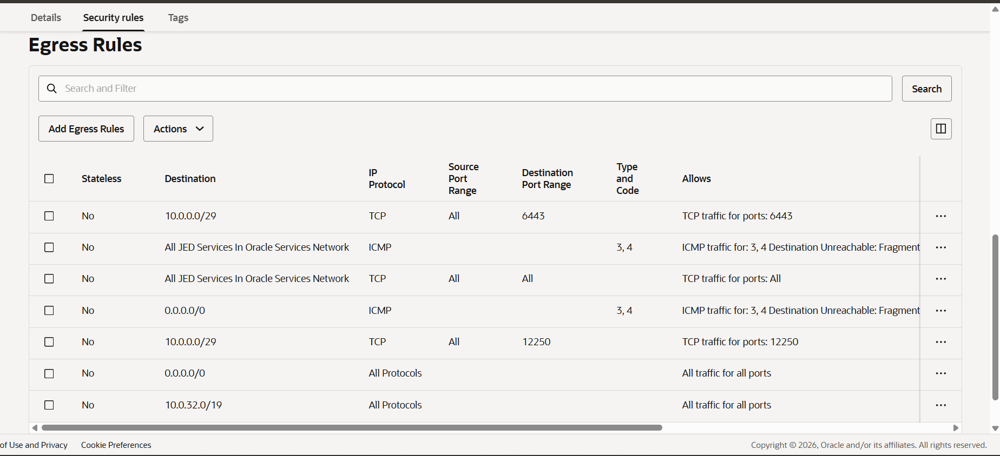 Details Security rules Tags
Egress Rules
Search and Filter
Search
Add Egress Rules Actions
Stateless Destination IP Protocol Source Port Range Destination Port Range Type and Code Allows
No 10.0.0.0/29 TCP All 6443 TCP traffic for ports: 6443
No All JED Services In Oracle Services Network ICMP 3, 4 ICMP traffic for: 3, 4 Destination Unreachable: Fragment
No All JED Services In Oracle Services Network TCP All All TCP traffic for ports: All
No 0.0.0.0/0 ICMP 3, 4 ICMP traffic for: 3, 4 Destination Unreachable: Fragment
No 10.0.0.0/29 TCP All 12250 TCP traffic for ports: 12250
No 0.0.0.0/0 All Protocols All traffic for all ports
No 10.0.32.0/19 All Protocols All traffic for all ports
of Use and Privacy Cookie Preferences Copyright © 2026, Oracle and/or its affiliates. All rights reserved.